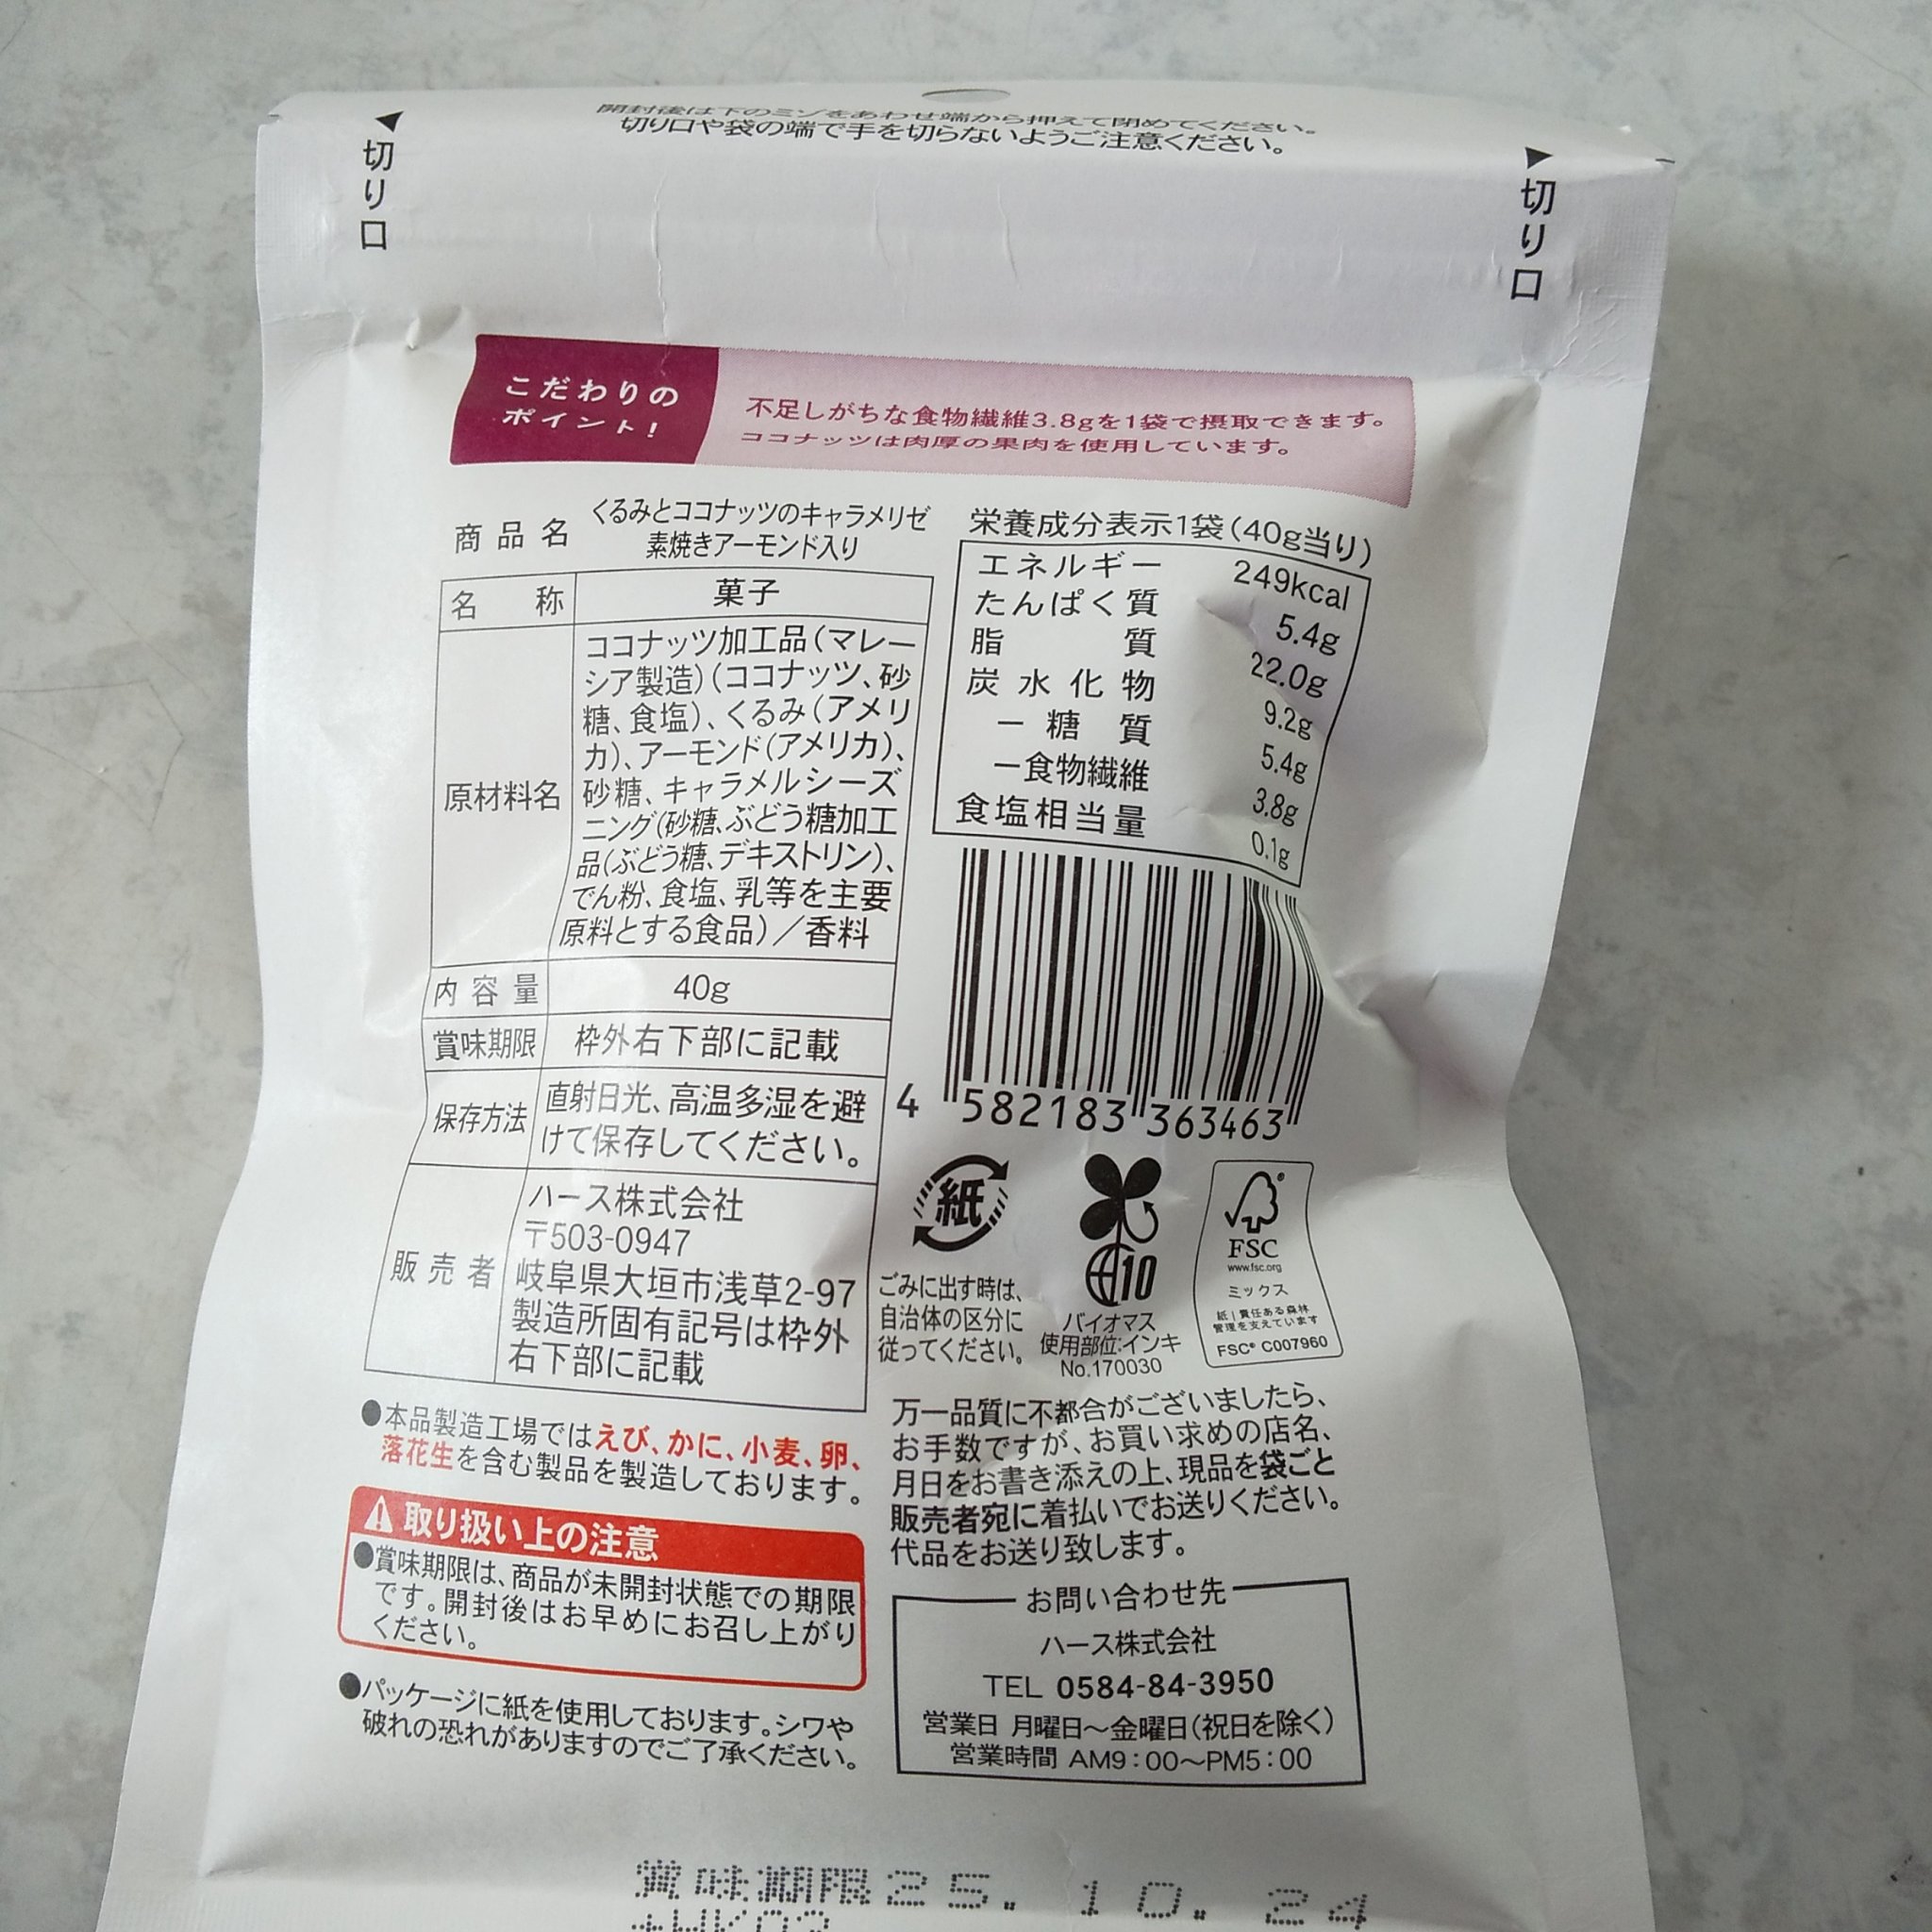 開封後は下のミゾをあわせ端から押えて閉めてください。
切り口や袋の端で手を切らないようご注意ください。
◀切り口
▶切り口
こだわりの
ポイント!
不足しがちな食物繊維3.8gを1袋で摂取できます。
ココナッツは肉厚の果肉を使用しています。
商品名
くるみとココナッツのキャラメリゼ
素焼きアーモンド入り
名称
菓子
原材料名
ココナッツ加工品(マレー
シア製造)(ココナッツ、砂
糖、食塩)、くるみ(アメリ
カ)、アーモンド(アメリカ)、
砂糖、キャラメルシーズ
ニング(砂糖、ぶどう糖加工
品(ぶどう糖、デキストリン)、
でん粉、食塩、乳等を主要
原料とする食品)/香料
内容量
40g
賞味期限
枠外右下部に記載
保存方法
直射日光、高温多湿を避
けて保存してください。
販売者
ハース株式会社
〒503-0947
岐阜県大垣市浅草2-97
製造所固有記号は枠外
右下部に記載
●本品製造工場ではえび、かに、小麦、卵、
落花生を含む製品を製造しております。
取り扱い上の注意
●賞味期限は、商品が未開封状態での期限
です。開封後はお早めにお召し上がり
ください。
●パッケージに紙を使用しております。シワや
破れの恐れがありますのでご了承ください。
栄養成分表示1袋(40g当り)
エネルギー 249kcal
たんぱく質 5.4g
脂質 22.0g
炭水化物 9.2g
ー糖質 5.4g
ー食物繊維 3.8g
食塩相当量 0.1g
4 582183 363463
紙
ごみに出す時は、
自治体の区分に
従ってください。
10
バイオマス
使用部位:インキ
No.170030
FSC
www.fsc.org
ミックス
紙|責任ある森林
管理を支えています
FSC® C007960
万一品質に不都合がございましたら、
お手数ですが、お買い求めの店名、
月日をお書き添えの上、現品を袋ごと
販売者宛に着払いでお送りください。
代品をお送り致します。
お問い合わせ先
ハース株式会社
TEL 0584-84-3950
営業日 月曜日〜金曜日(祝日を除く)
営業時間 AM9:00〜PM5:00
賞味期限25.10.24